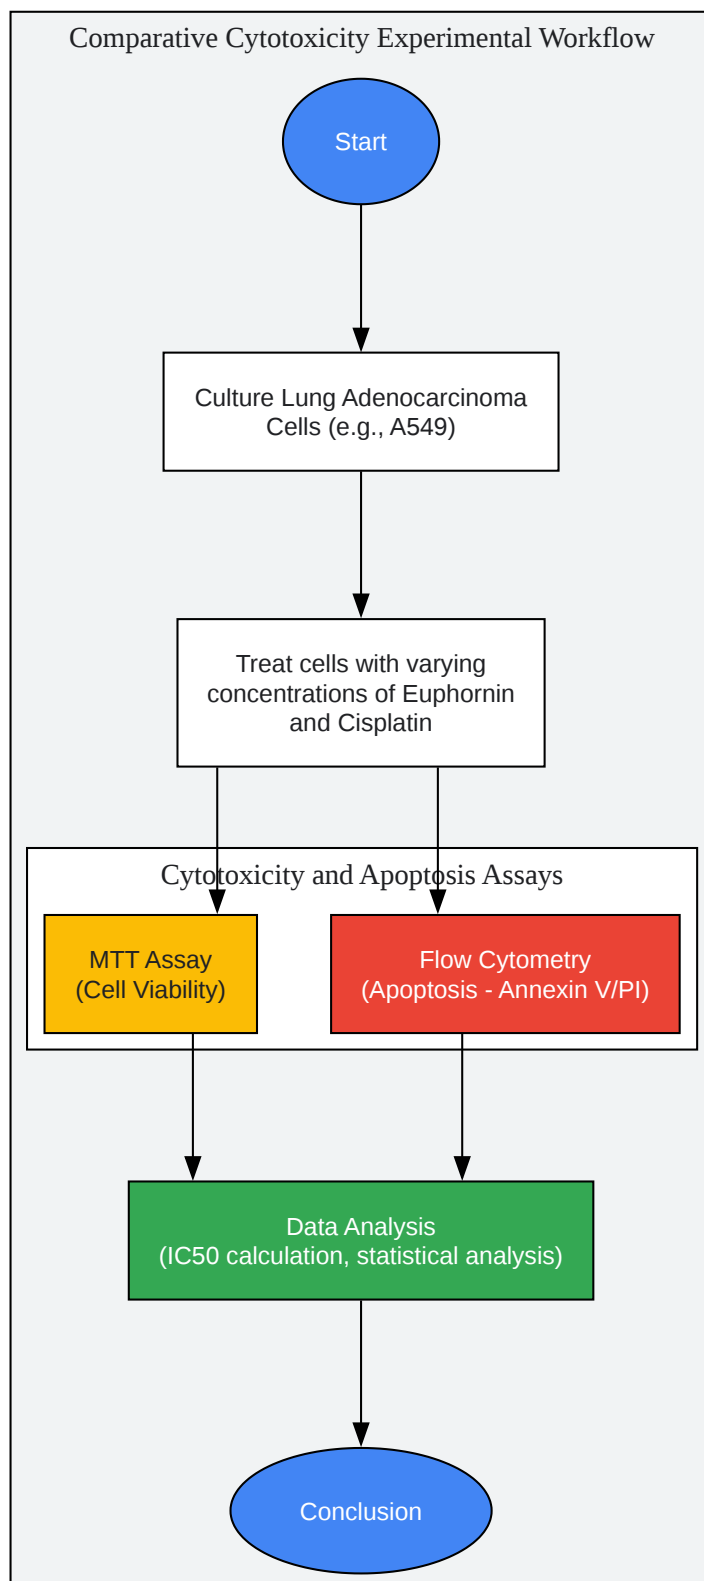 Comparative Cytotoxicity Experimental Workflow
Start
Culture Lung Adenocarcinoma
Cells (e.g., A549)
Treat cells with varying
concentrations of Euphornin
and Cisplatin
Cytotoxicity and Apoptosis Assays
MTT Assay
(Cell Viability)
Flow Cytometry
(Apoptosis - Annexin V/PI)
Data Analysis
(IC50 calculation, statistical analysis)
Conclusion